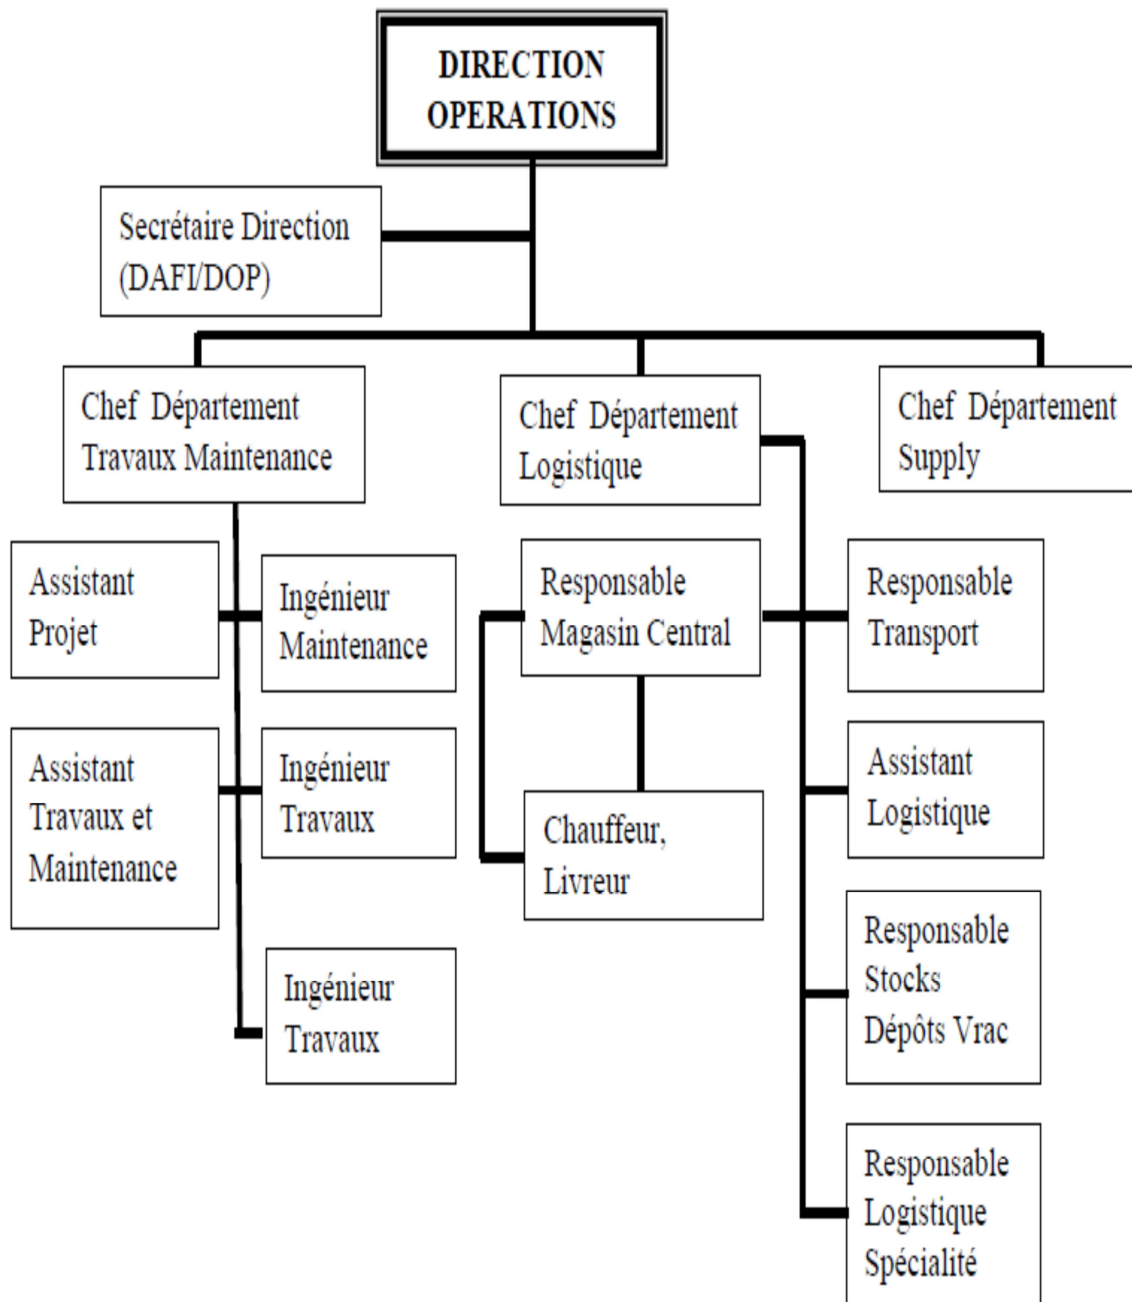 DIRECTION
OPERATIONS
Secrétaire Direction
(DAFI/DOP)
Chef Département
Travaux Maintenance
Chef Département
Logistique
Chef Département
Supply
Assistant
Projet
Ingénieur
Maintenance
Responsable
Magasin Central
Responsable
Transport
Assistant
Travaux et
Maintenance
Ingénieur
Travaux
Chauffeur,
Livreur
Assistant
Logistique
Ingénieur
Travaux
Responsable
Stocks
Dépôts Vrac
Responsable
Logistique
Spécialité